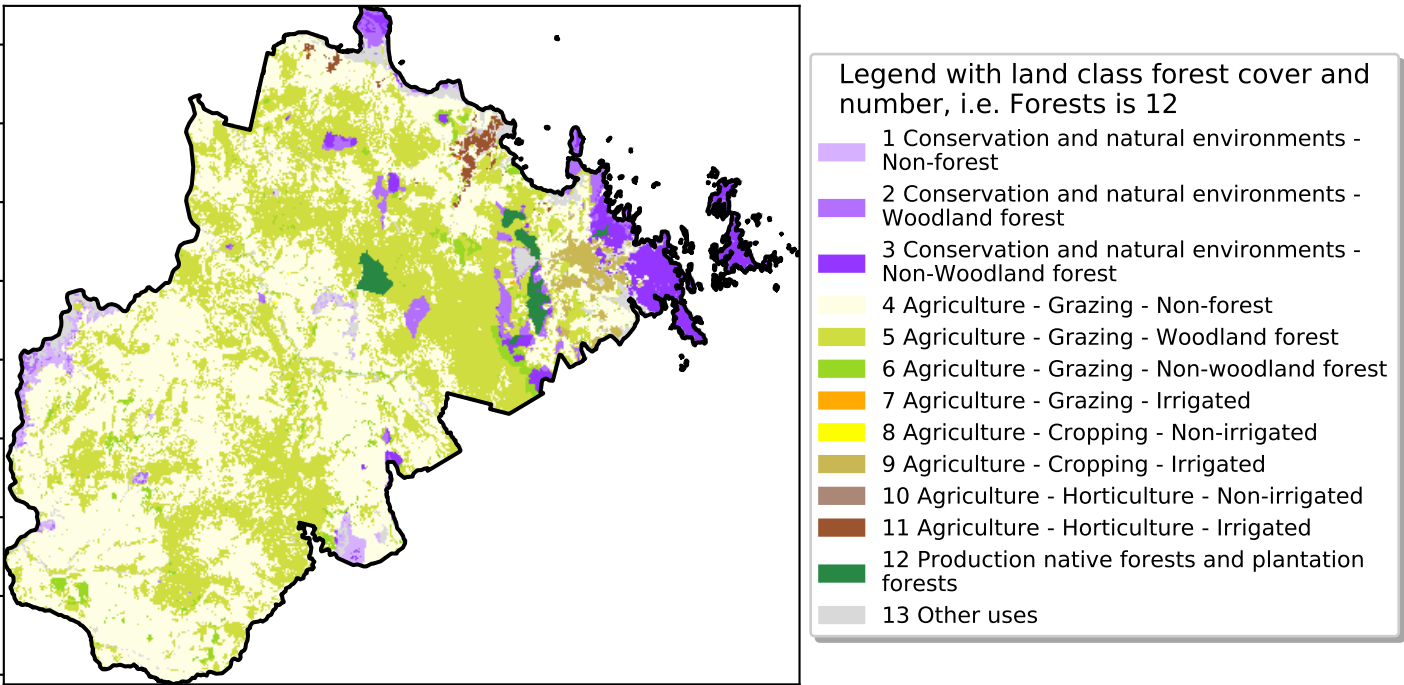 Legend with land class forest cover and
number, i.e. Forests is 12
1 Conservation and natural environments -
Non-forest
2 Conservation and natural environments -
Woodland forest
3 Conservation and natural environments -
Non-Woodland forest
4 Agriculture - Grazing - Non-forest
5 Agriculture - Grazing - Woodland forest
6 Agriculture - Grazing - Non-woodland forest
7 Agriculture - Grazing - Irrigated
8 Agriculture - Cropping - Non-irrigated
9 Agriculture - Cropping - Irrigated
10 Agriculture - Horticulture - Non-irrigated
11 Agriculture - Horticulture - Irrigated
12 Production native forests and plantation
forests
13 Other uses